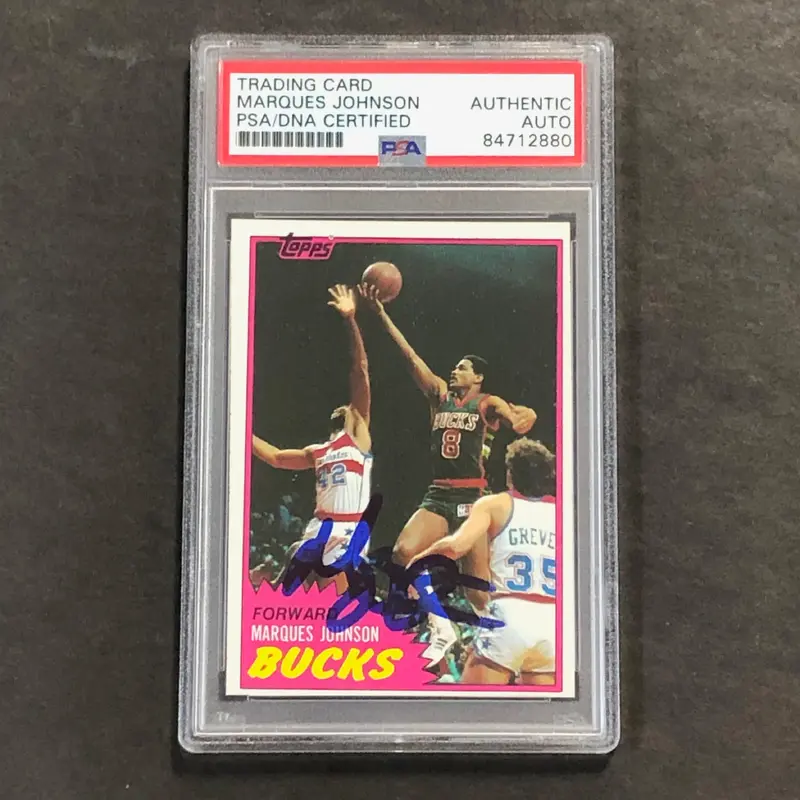 TRADING CARD
MARQUES JOHNSON
PSA/DNA CERTIFIED
AUTHENTIC
AUTO
84712880
PSA
TOPPS
BUCKS
8
42
GREVE
35
FORWARD
MARQUES JOHNSON
BUCKS